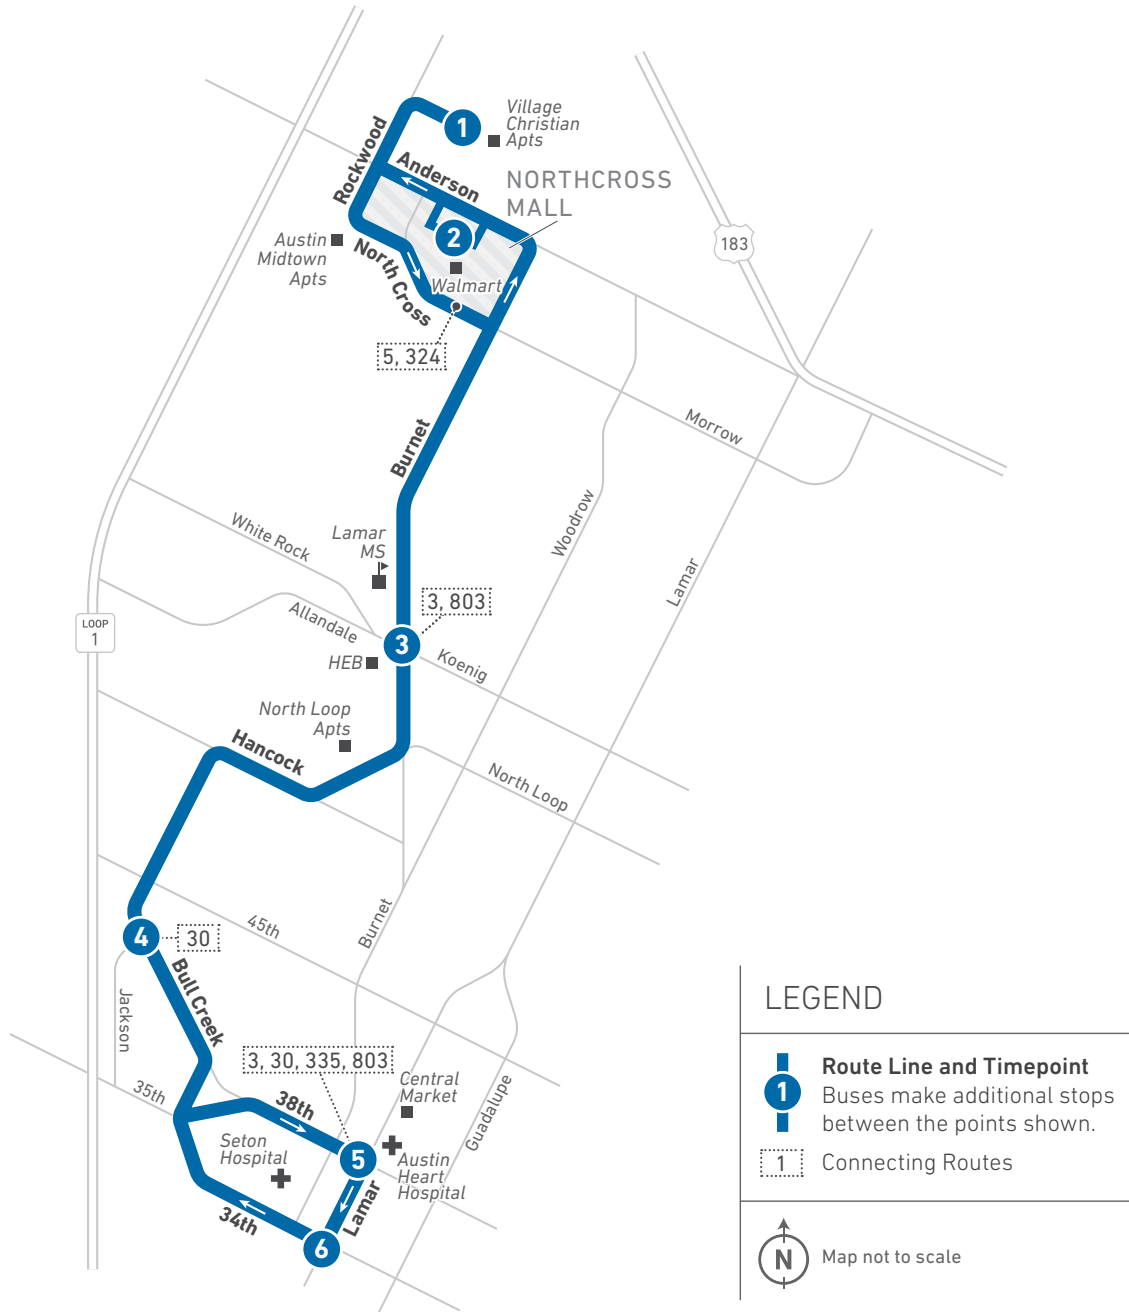 Village
Christian
Apts
1
Rockwood
Anderson
NORTHCROSS
MALL
2
183
Austin
Midtown
Apts
North Cross
Walmart
5, 324
Morrow
Burnet
White Rock
Lamar
MS
Woodrow
Lamar
3, 803
Allandale
LOOP
1
3
HEB
Koenig
North Loop
Apts
Hancock
North Loop
45th
Burnet
4
30
Bull Creek
Jackson
35th
3, 30, 335, 803
Central
Market
Guadalupe
38th
Seton
Hospital
5
Austin
Heart
Hospital
34th
Lamar
6
LEGEND
1
Route Line and Timepoint
Buses make additional stops
between the points shown.
1
Connecting Routes
N
Map not to scale